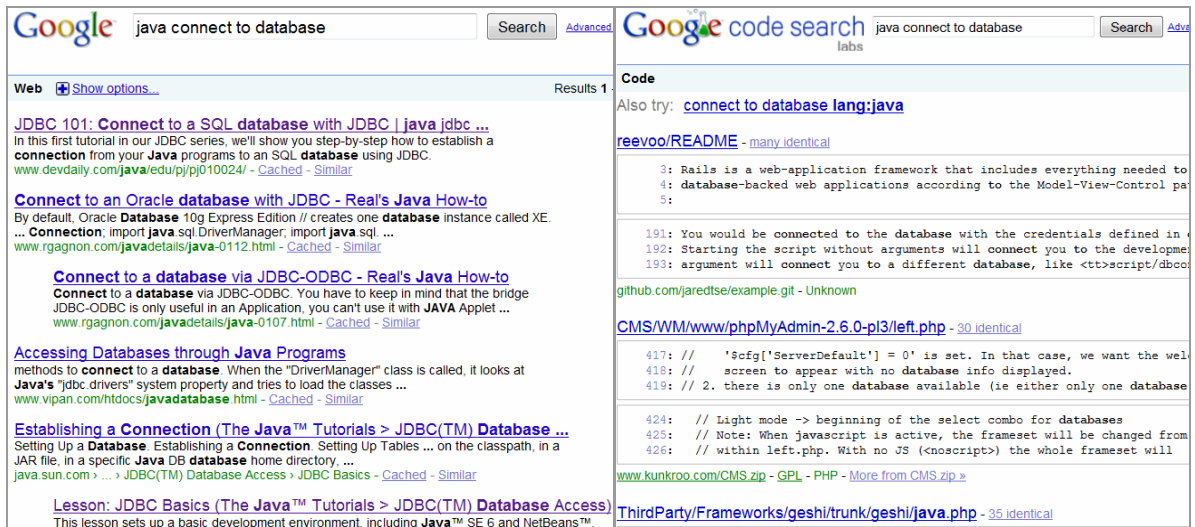 Google
java connect to database
Search
Advanced
Web Show options... Results 1 -
JDBC 101: Connect to a SQL database with JDBC | java jdbc ...
In this first tutorial in our JDBC series, we'll show you step-by-step how to establish a
connection from your Java programs to an SQL database using JDBC.
www.devdaily.com/java/edu/pj/pj010024/ - Cached - Similar
Connect to an Oracle database with JDBC - Real's Java How-to
By default, Oracle Database 10g Express Edition // creates one database instance called XE.
... Connection; import java.sql.DriverManager; import java.sql. ...
www.rgagnon.com/javadetails/java-0112.html - Cached - Similar
Connect to a database via JDBC-ODBC - Real's Java How-to
Connect to a database via JDBC-ODBC. You have to keep in mind that the bridge
JDBC-ODBC is only useful in an Application, you can't use it with JAVA Applet ...
www.rgagnon.com/javadetails/java-0107.html - Cached - Similar
Accessing Databases through Java Programs
methods to connect to a database. When the "DriverManager" class is called, it looks at
Java's "jdbc.drivers" system property and tries to load the classes ...
www.vipan.com/htdocs/javadatabase.html - Cached - Similar
Establishing a Connection (The Java™ Tutorials > JDBC(TM) Database ...
Setting Up a Database. Establishing a Connection. Setting Up Tables ... on the classpath, in a
JAR file, in a specific Java DB database home directory, ...
java.sun.com › ... › JDBC(TM) Database Access › JDBC Basics - Cached - Similar
Lesson: JDBC Basics (The Java™ Tutorials > JDBC(TM) Database Access)
This lesson sets up a basic development environment, including Java™ SE 6 and NetBeans™,
Google code search
labs
java connect to database
Search
Adva
Code
Also try: connect to database lang:java
reevoo/README - many identical
3: Rails is a web-application framework that includes everything needed to
4: database-backed web applications according to the Model-View-Control pa
5:
191: You would be connected to the database with the credentials defined in
192: Starting the script without arguments will connect you to the developme
193: argument will connect you to a different database, like <tt>script/dbcon
github.com/jaredtse/example.git - Unknown
CMS/WM/www/phpMyAdmin-2.6.0-pl3/left.php - 30 identical
417: // '$cfg['ServerDefault'] = 0' is set. In that case, we want the wel
418: // screen to appear with no database info displayed.
419: // 2. there is only one database available (ie either only one database
424: // Light mode -> beginning of the select combo for databases
425: // Note: When javascript is active, the frameset will be changed from
426: // within left.php. With no JS (<noscript>) the whole frameset will
www.kunkroo.com/CMS.zip - GPL - PHP - More from CMS.zip »
ThirdParty/Frameworks/geshi/trunk/geshi/java.php - 35 identical